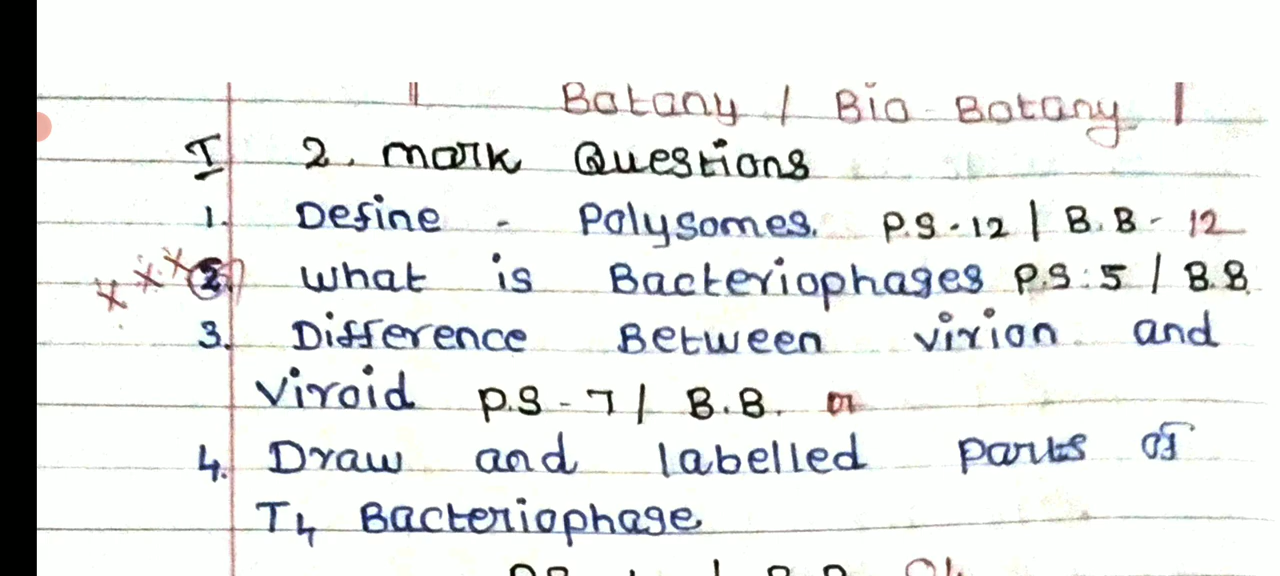 Botany / Bio - Botany
I 2. mark Questions
1. Define - Polysomes. P.S - 12 | B.B - 12
2. What is Bacteriophages P.S : 5 / B.B
3. Difference Between virion and
Viroid P.S - 7 / B.B.
4. Draw and labelled parts of
T4 Bacteriophage